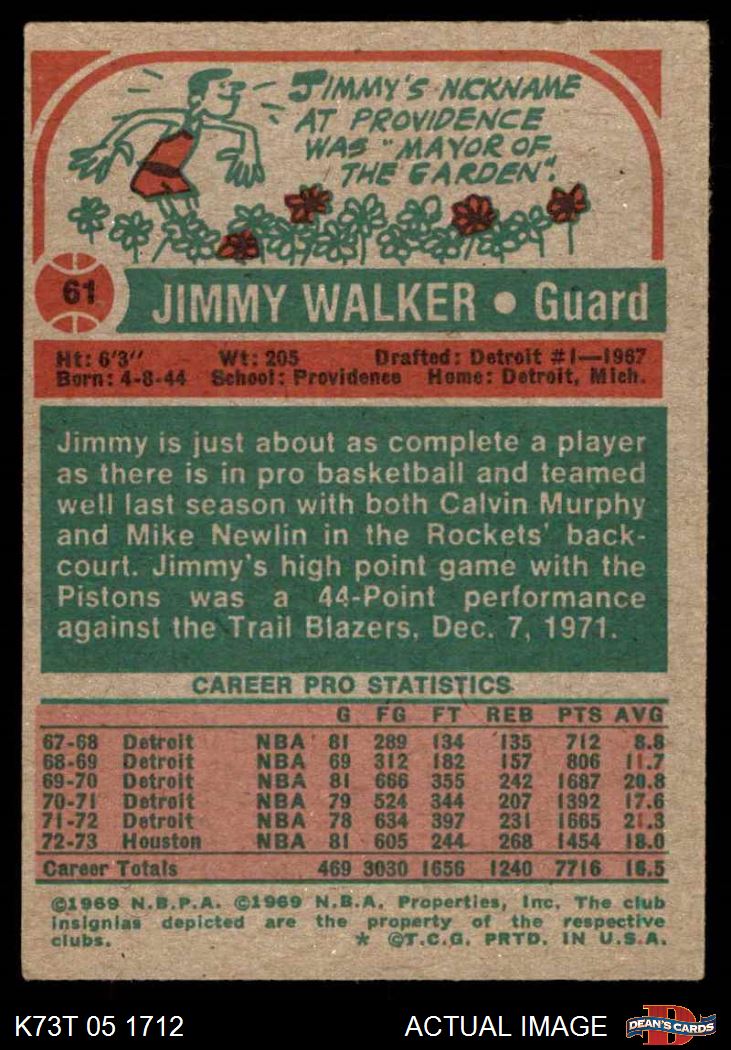 JIMMY'S NICKNAME
AT PROVIDENCE
WAS "MAYOR OF
THE GARDEN".
61
JIMMY WALKER • Guard
Ht: 6'3" Wt: 205 Drafted: Detroit #1—1967
Born: 4-8-44 School: Providence Home: Detroit, Mich.
Jimmy is just about as complete a player
as there is in pro basketball and teamed
well last season with both Calvin Murphy
and Mike Newlin in the Rockets' back-
court. Jimmy's high point game with the
Pistons was a 44-Point performance
against the Trail Blazers, Dec. 7, 1971.
CAREER PRO STATISTICS
G FG FT REB PTS AVG
67-68 Detroit NBA 81 289 134 135 712 8.8
68-69 Detroit NBA 69 312 182 157 806 11.7
69-70 Detroit NBA 81 666 355 242 1687 20.8
70-71 Detroit NBA 79 524 344 207 1392 17.6
71-72 Detroit NBA 78 634 397 231 1665 21.3
72-73 Houston NBA 81 605 244 268 1454 18.0
Career Totals 469 3030 1656 1240 7716 16.5
©1969 N.B.P.A. ©1969 N.B.A. Properties, Inc. The club
insignias depicted are the property of the respective
clubs. * ©T.C.G. PRTD. IN U.S.A.
K73T 05 1712 ACTUAL IMAGE DEAN'S CARDS